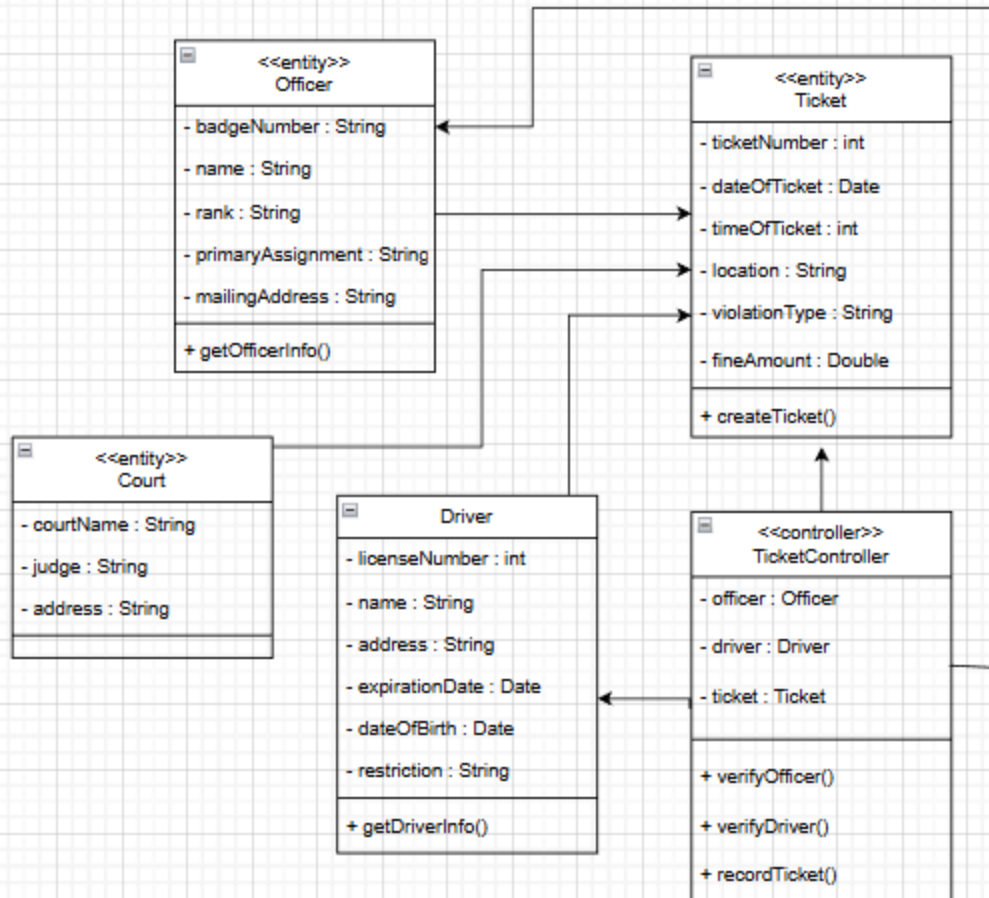 <<entity>>
Officer
- badgeNumber : String
- name : String
- rank : String
- primaryAssignment : String
- mailingAddress : String
+ getOfficerInfo()
<<entity>>
Ticket
- ticketNumber : int
- dateOfTicket : Date
- timeOfTicket : int
- location : String
- violationType : String
- fineAmount : Double
+ createTicket()
<<entity>>
Court
- courtName : String
- judge : String
- address : String
Driver
- licenseNumber : int
- name : String
- address : String
- expirationDate : Date
- dateOfBirth : Date
- restriction : String
+ getDriverInfo()
<<controller>>
TicketController
- officer : Officer
- driver : Driver
- ticket : Ticket
+ verifyOfficer()
+ verifyDriver()
+ recordTicket()